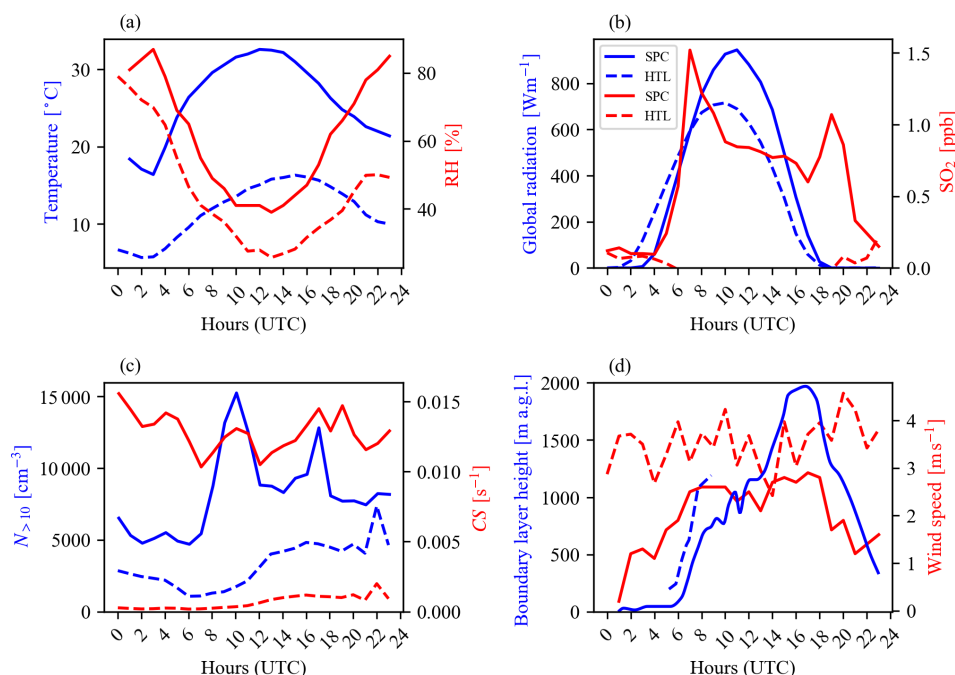 (a)
Temperature [°C]
30
20
10
80
60
40
RH [%]
0 2 4 6 8 10 12 14 16 18 20 22 24
Hours (UTC)
(b)
Global radiation [Wm⁻¹]
800
600
400
200
0
SPC
HTL
SPC
HTL
1.5
1.0
0.5
0.0
SO₂ [ppb]
0 2 4 6 8 10 12 14 16 18 20 22 24
Hours (UTC)
(c)
N>10 [cm⁻³]
15 000
10 000
5000
0
0.015
0.010
0.005
0.000
CS [s⁻¹]
0 2 4 6 8 10 12 14 16 18 20 22 24
Hours (UTC)
(d)
Boundary layer height [m a.g.l.]
2000
1500
1000
500
0
4
3
2
1
0
Wind speed [m s⁻¹]
0 2 4 6 8 10 12 14 16 18 20 22 24
Hours (UTC)